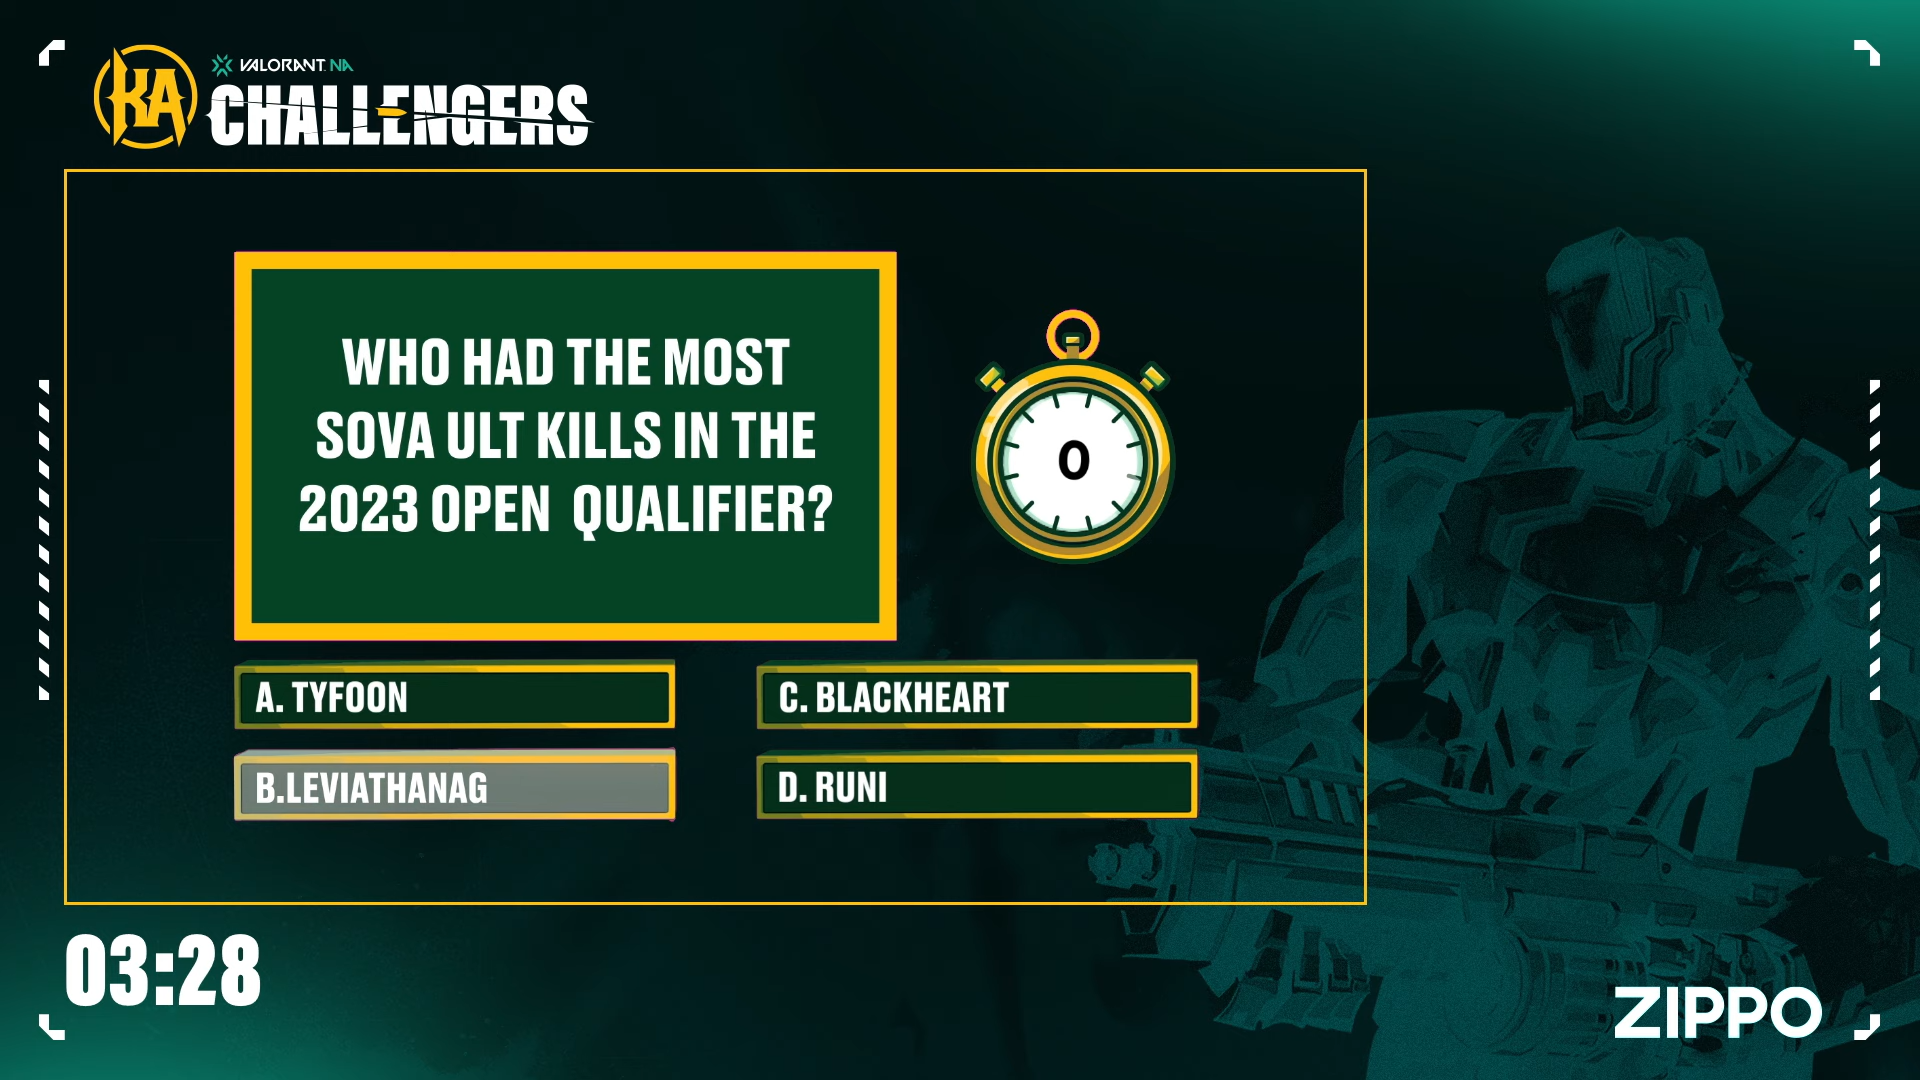 KA
VALORANT NA
CHALLENGERS
WHO HAD THE MOST
SOVA ULT KILLS IN THE
2023 OPEN QUALIFIER?
0
A. TYFOON
C. BLACKHEART
B.LEVIATHANAG
D. RUNI
03:28
ZIPPO